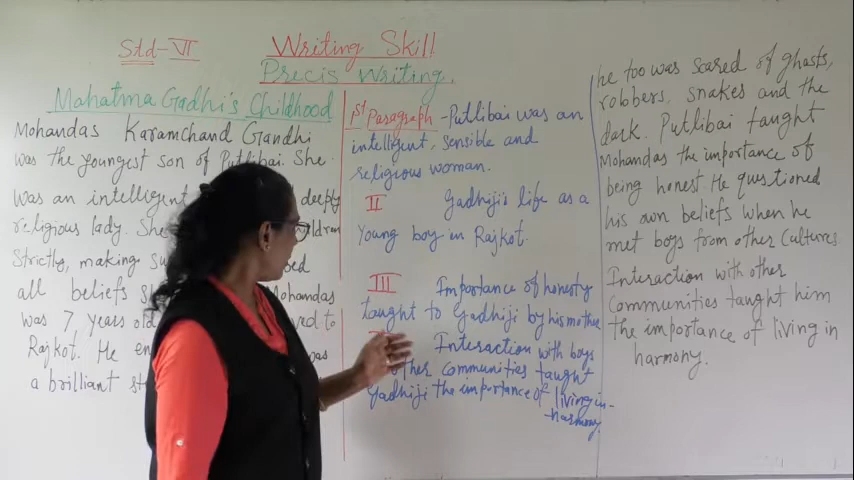 Std-VI
Writing Skill
Precis Writing.
Mahatma Gadhi's Childhood
Mohandas Karamchand Gandhi
was the youngest son of Putlibai. She
was an intelligent deeply
religious lady. She
Strictly, making
all beliefs Mohandas
was 7 years old to
Rajkot. He
a brilliant
1st Paragraph - Putlibai was an
intelligent, sensible and
religious woman.
II Gadhiji's life as a
Young boy in Rajkot.
III Importance of honesty
taught to Gadhiji by his mother
Interaction with boys
other communities taught
Gadhiji the importance of living in-
harmony.
he too was scared of ghosts,
robbers, snakes and the
dark. Putlibai taught
Mohandas the importance of
being honest. He questioned
his own beliefs when he
met boys from other Cultures
Interaction with other
Communities taught him
the importance of living in
harmony.